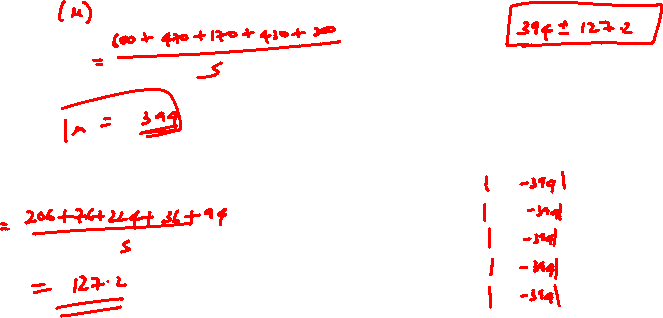 (μ)
= 600 + 470 + 170 + 430 + 300
5
μ = 394
394 ± 127.2
= 206+76+224+36+94
5
= 127.2
| -394|
| -394|
| -394|
| -394|
| -394|